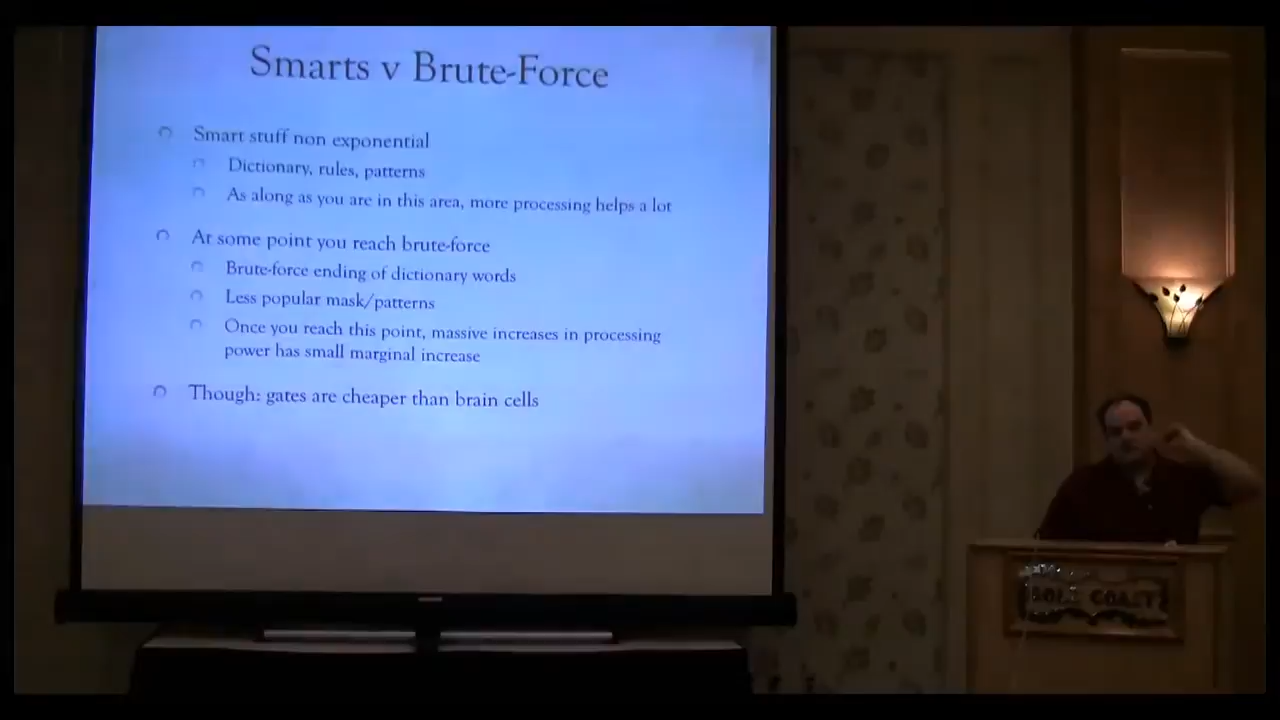 Smarts v Brute-Force
Smart stuff non exponential
Dictionary, rules, patterns
As along as you are in this area, more processing helps a lot
At some point you reach brute-force
Brute-force ending of dictionary words
Less popular mask/patterns
Once you reach this point, massive increases in processing
power has small marginal increase
Though: gates are cheaper than brain cells
GOLD COAST